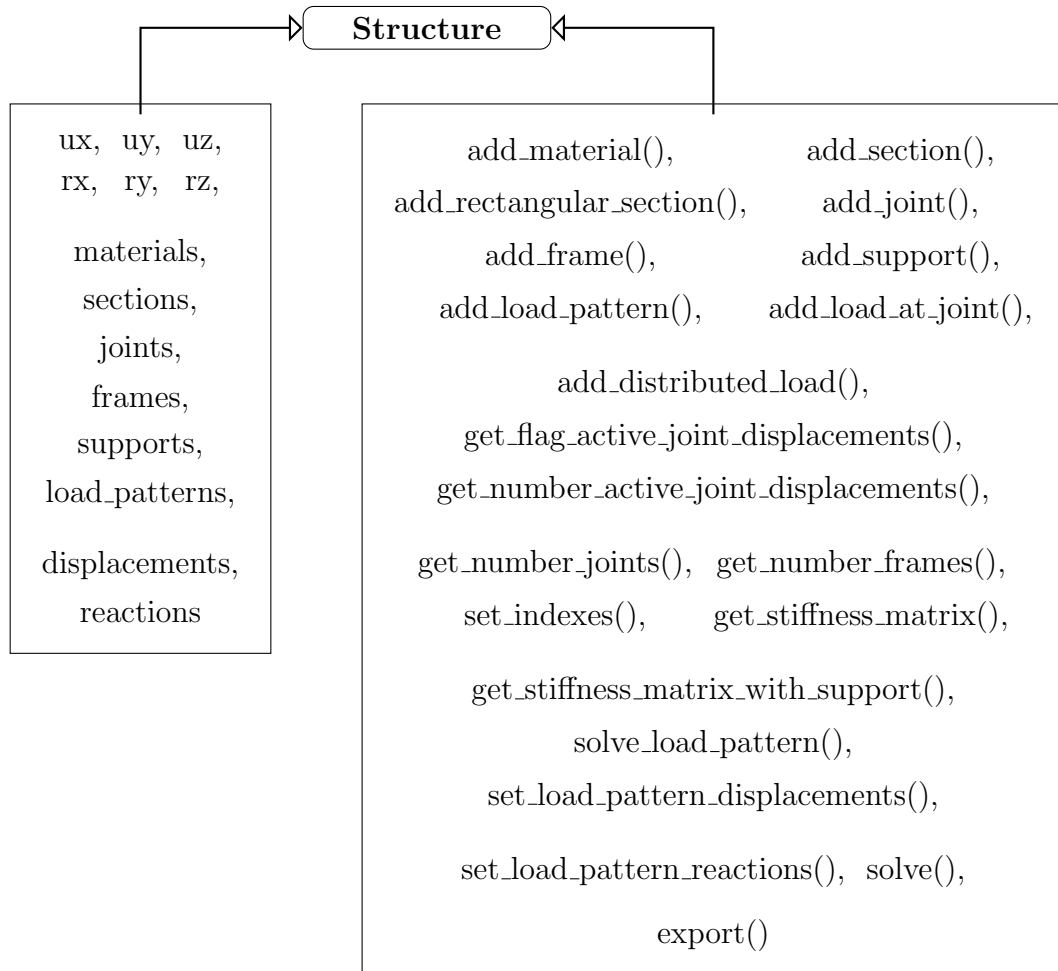 Structure
ux, uy, uz,
rx, ry, rz,
materials,
sections,
joints,
frames,
supports,
load_patterns,
displacements,
reactions
add_material(), add_section(),
add_rectangular_section(), add_joint(),
add_frame(), add_support(),
add_load_pattern(), add_load_at_joint(),
add_distributed_load(),
get_flag_active_joint_displacements(),
get_number_active_joint_displacements(),
get_number_joints(), get_number_frames(),
set_indexes(), get_stiffness_matrix(),
get_stiffness_matrix_with_support(),
solve_load_pattern(),
set_load_pattern_displacements(),
set_load_pattern_reactions(), solve(),
export()